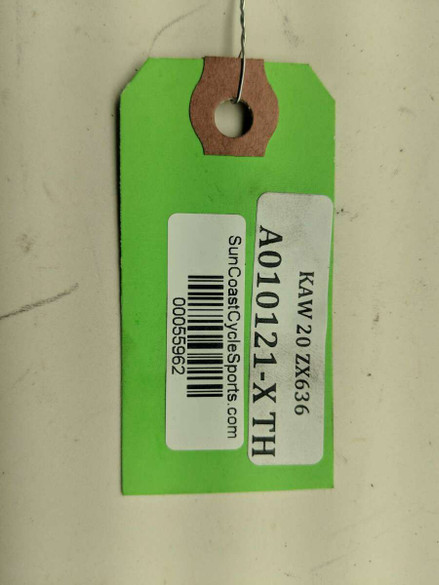 KAW 20 ZX636
A010121-X TH
SunCoastCycleSports.com
00055962